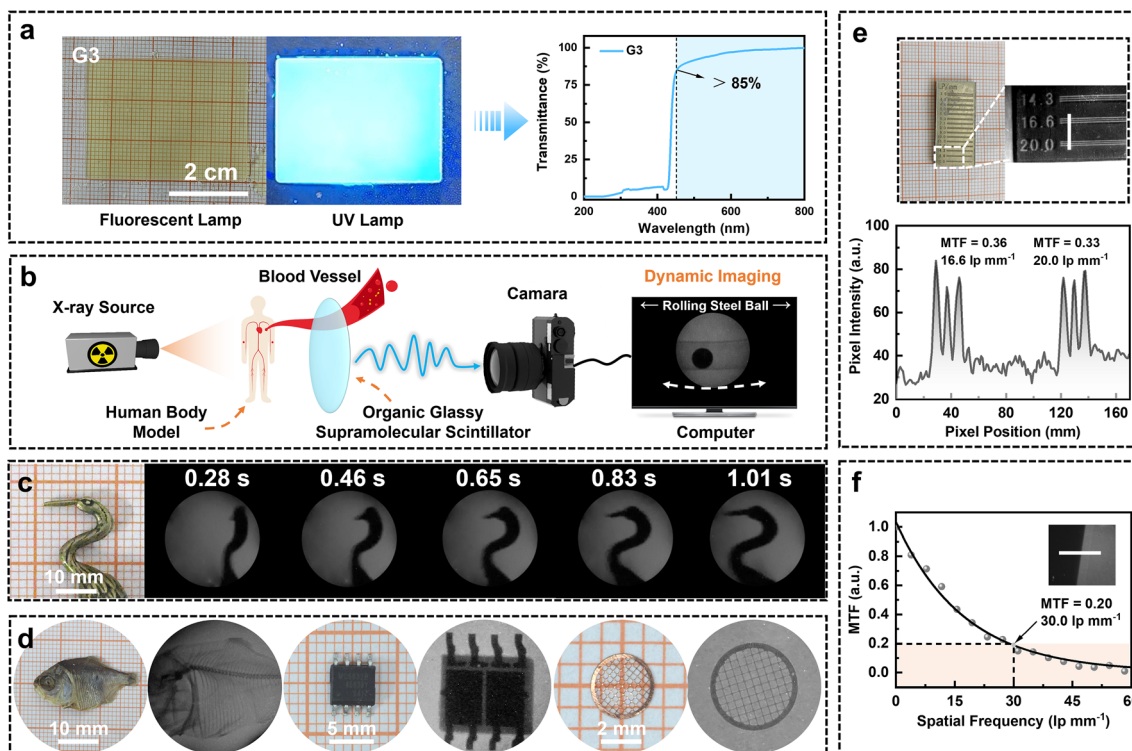 a
G3
2 cm
Fluorescent Lamp
UV Lamp
G3
> 85%
Transmittance (%)
100
75
50
25
0
200
400
600
800
Wavelength (nm)
b
X-ray Source
Blood Vessel
Camara
Dynamic Imaging
← Rolling Steel Ball →
Human Body
Model
Organic Glassy
Supramolecular Scintillator
Computer
c
10 mm
0.28 s
0.46 s
0.65 s
0.83 s
1.01 s
d
10 mm
5 mm
2 mm
e
14.3
16.6
20.0
Pixel Intensity (a.u.)
100
80
60
40
20
MTF = 0.36
16.6 lp mm⁻¹
MTF = 0.33
20.0 lp mm⁻¹
0
40
80
120
160
Pixel Position (mm)
f
MTF (a.u.)
1.0
0.8
0.6
0.4
0.2
0.0
MTF = 0.20
30.0 lp mm⁻¹
0
15
30
45
60
Spatial Frequency (lp mm⁻¹)